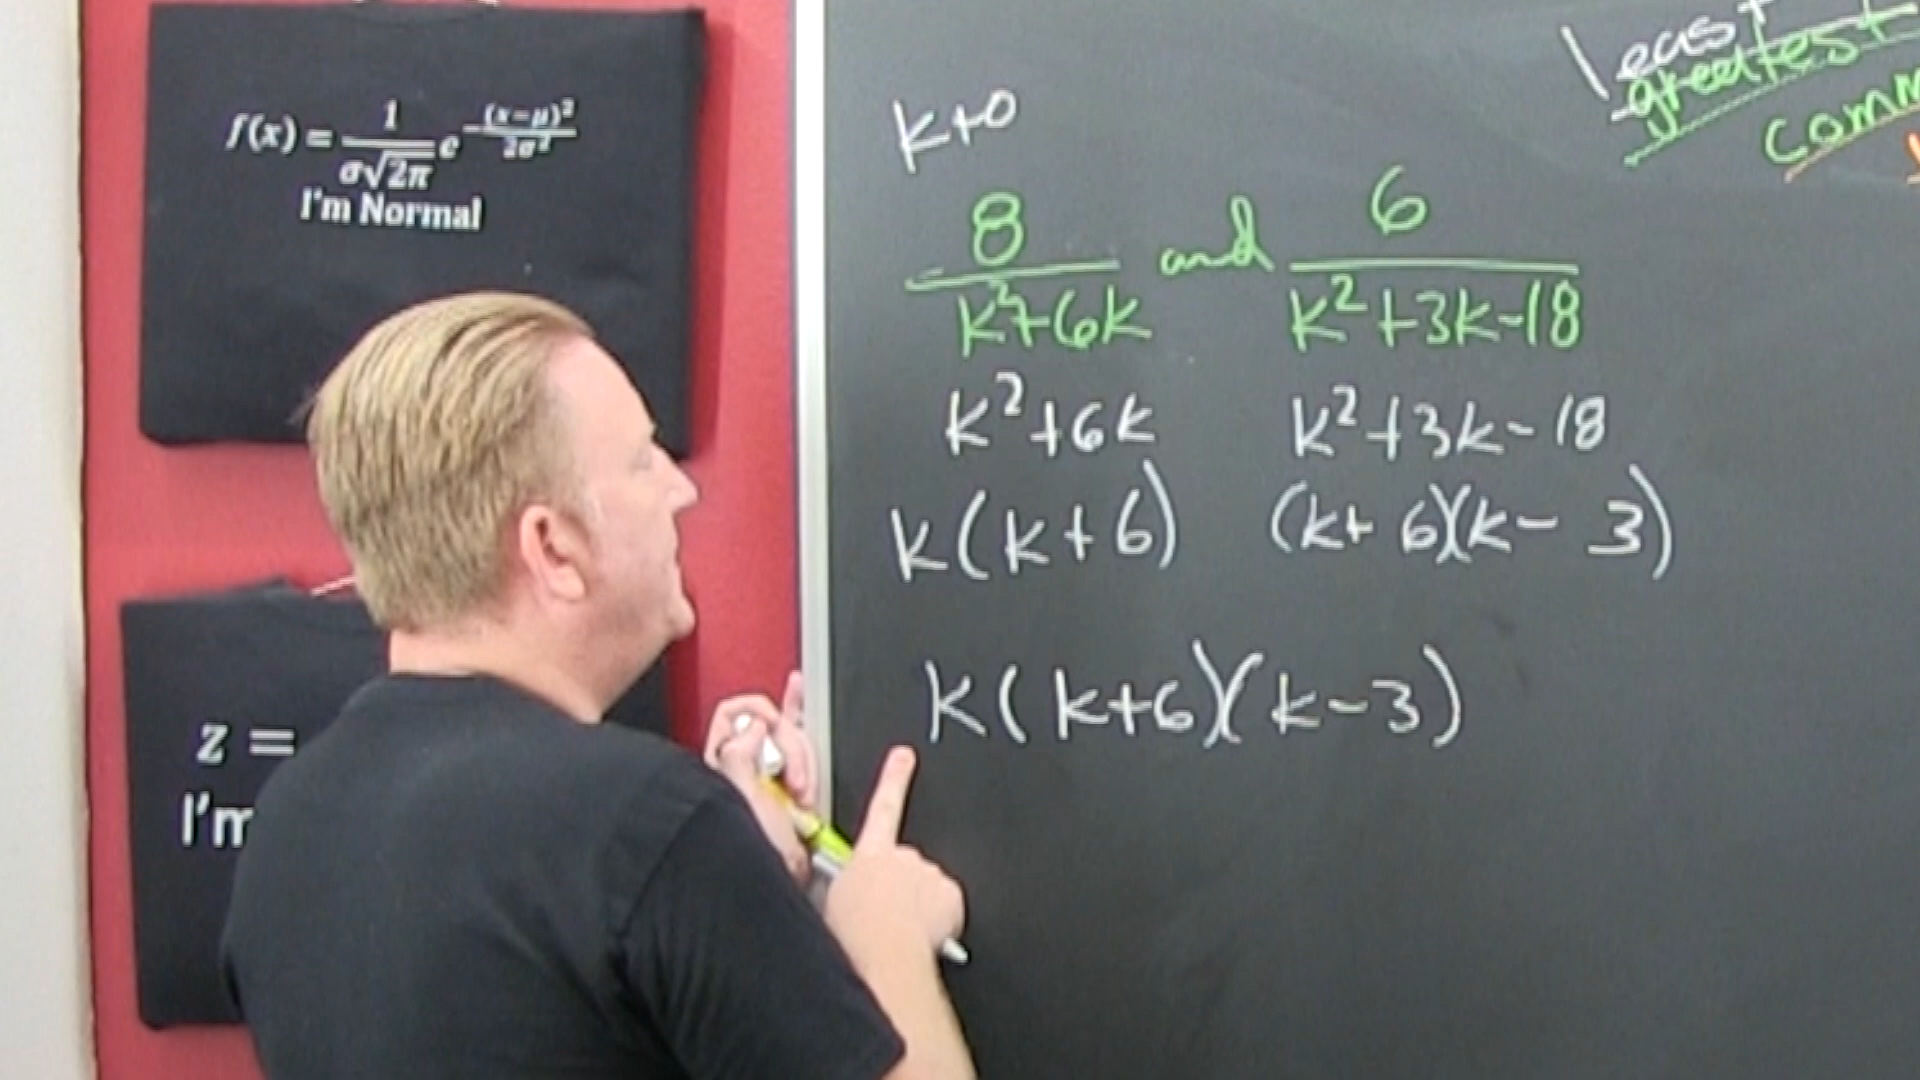 f(x) = 1/(σ√2π) e^(-(x-μ)²/(2σ²))
I'm Normal
z =
I'm
k+0
8/(k²+6k) and 6/(k²+3k-18)
k²+6k k²+3k-18
k(k+6) (k+6)(k-3)
k(k+6)(k-3)
least
greatest
comm